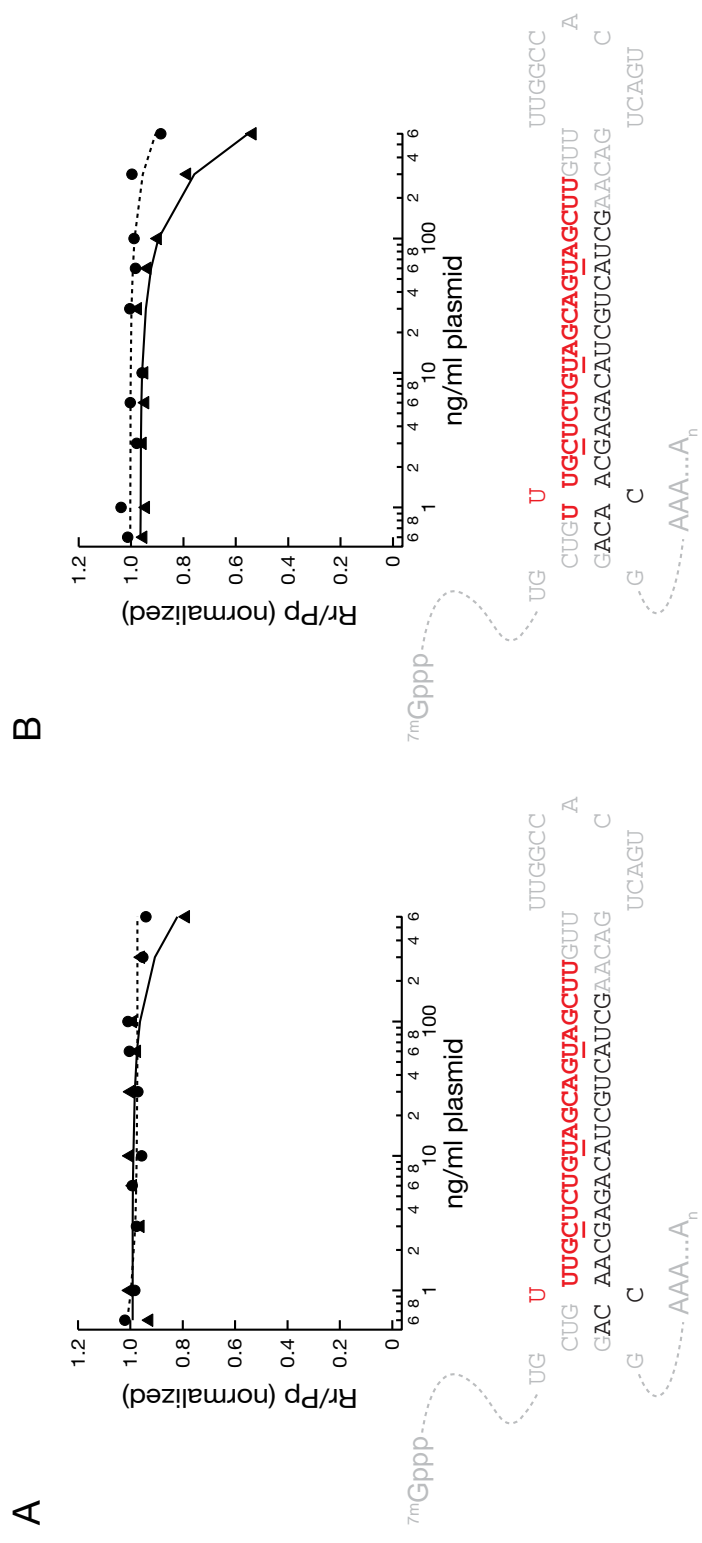 A
1.2
1.0
0.8
0.6
0.4
0.2
0
Rr/Pp (normalized)
6 8 1 2 4 6 8 10 2 4 6 8 100 2 4 6
ng/ml plasmid
7mGppp
UG U UUGGCC
CUG UUGCUCUGUAGCAGUAGCUUGUU A
GAC AACGAGACAUCGUCAUCGAACAG C
G C UCAGU
AAA...An
B
1.2
1.0
0.8
0.6
0.4
0.2
0
Rr/Pp (normalized)
6 8 1 2 4 6 8 10 2 4 6 8 100 2 4 6
ng/ml plasmid
7mGppp
UG U UUGGCC
CUGU UGCUCUGUAGCAGUAGCUUGUU A
GACA ACGAGACAUCGUCAUCGAACAG C
G C UCAGU
AAA...An